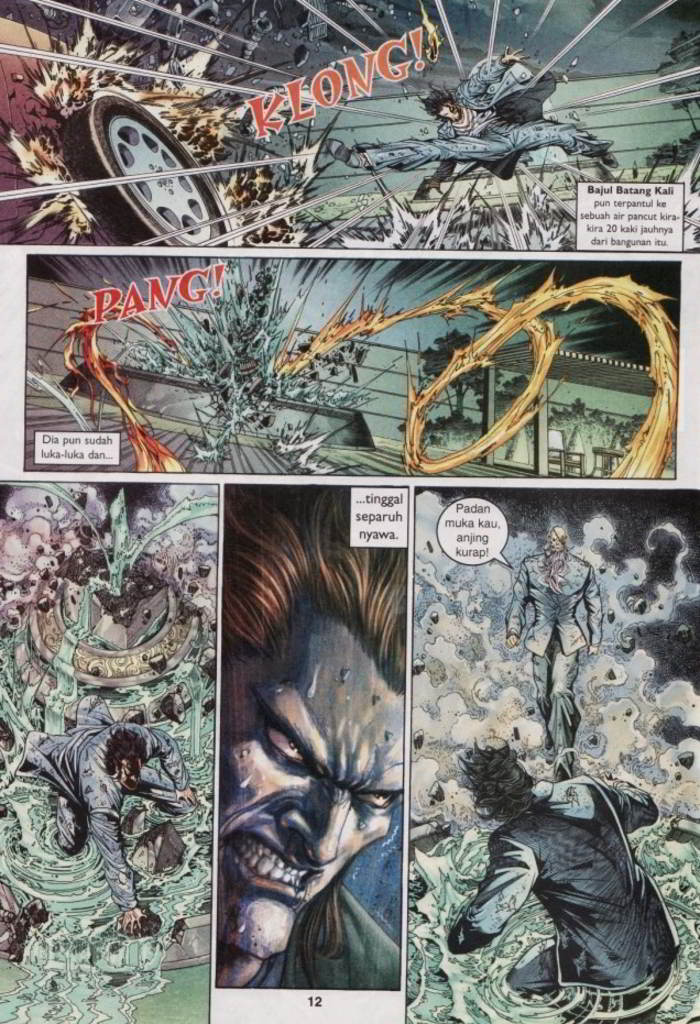 KLONG!
Bajul Batang Kali
pun terpantul ke
sebuah air pancut kira-
kira 20 kaki jauhnya
dari bangunan itu.
PANG!
Dia pun sudah
luka-luka dan...
...tinggal
separuh
nyawa.
Padan
muka kau,
anjing
kurap!
12